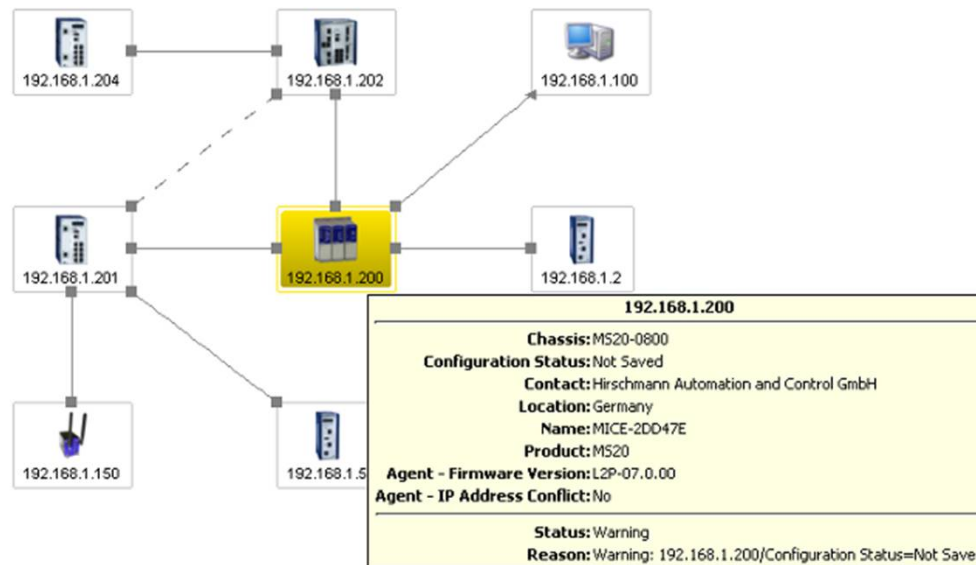 192.168.1.204
192.168.1.202
192.168.1.100
192.168.1.201
192.168.1.200
192.168.1.2
192.168.1.150
192.168.1.5
192.168.1.200
Chassis: MS20-0800
Configuration Status: Not Saved
Contact: Hirschmann Automation and Control GmbH
Location: Germany
Name: MICE-2DD47E
Product: MS20
Agent - Firmware Version: L2P-07.0.00
Agent - IP Address Conflict: No
Status: Warning
Reason: Warning: 192.168.1.200/Configuration Status=Not Save